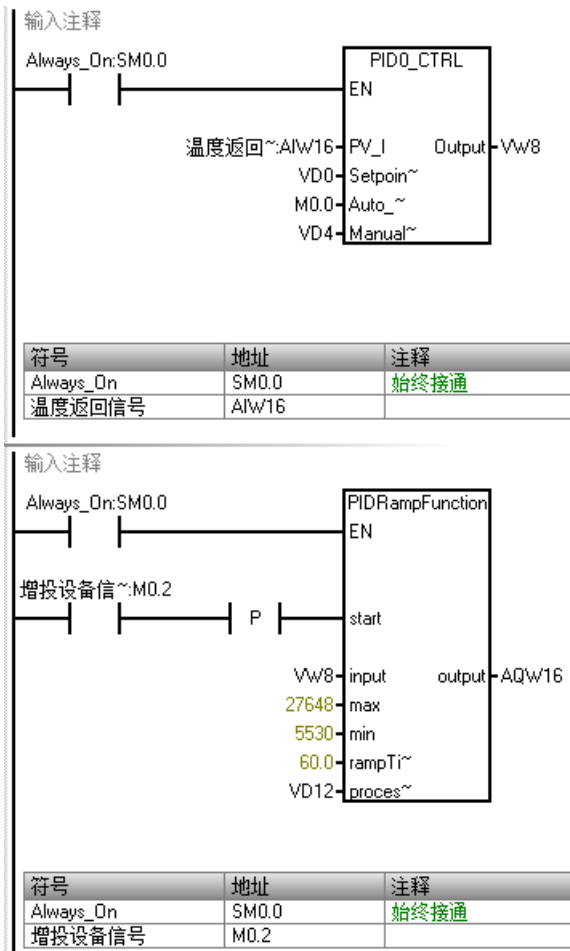 输入注释
Always_On:SM0.0
PID0_CTRL
EN
温度返回~:AIW16 PV_I Output VW8
VD0 Setpoin~
M0.0 Auto_~
VD4 Manual~
符号 地址 注释
Always_On SM0.0 始终接通
温度返回信号 AIW16
输入注释
Always_On:SM0.0
PIDRampFunction
EN
增投设备信~:M0.2
P start
VW8 input output AQW16
27648 max
5530 min
60.0 rampTi~
VD12 proces~
符号 地址 注释
Always_On SM0.0 始终接通
增投设备信号 M0.2